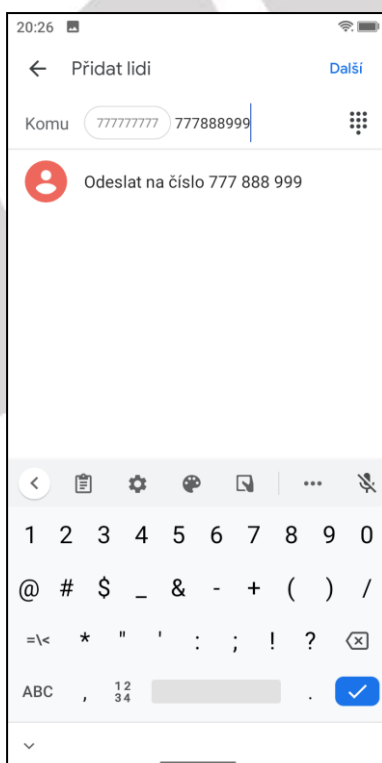 20:26
Přidat lidi Další
Komu 777777777 777888999
Odeslat na číslo 777 888 999
1 2 3 4 5 6 7 8 9 0
@ # $ _ & - + ( ) /
=\< * " ' : ; ! ?
ABC , 12 34 .